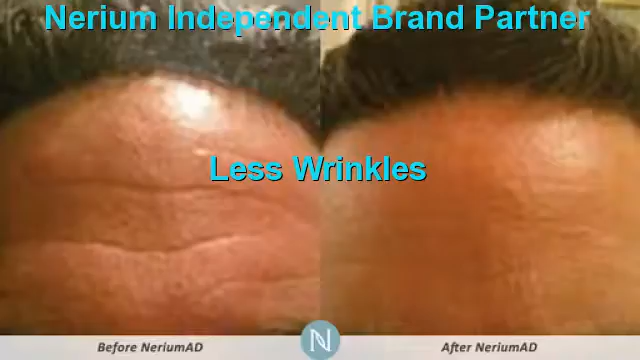 Nerium Independent Brand Partner
Less Wrinkles
Before NeriumAD
N
After NeriumAD